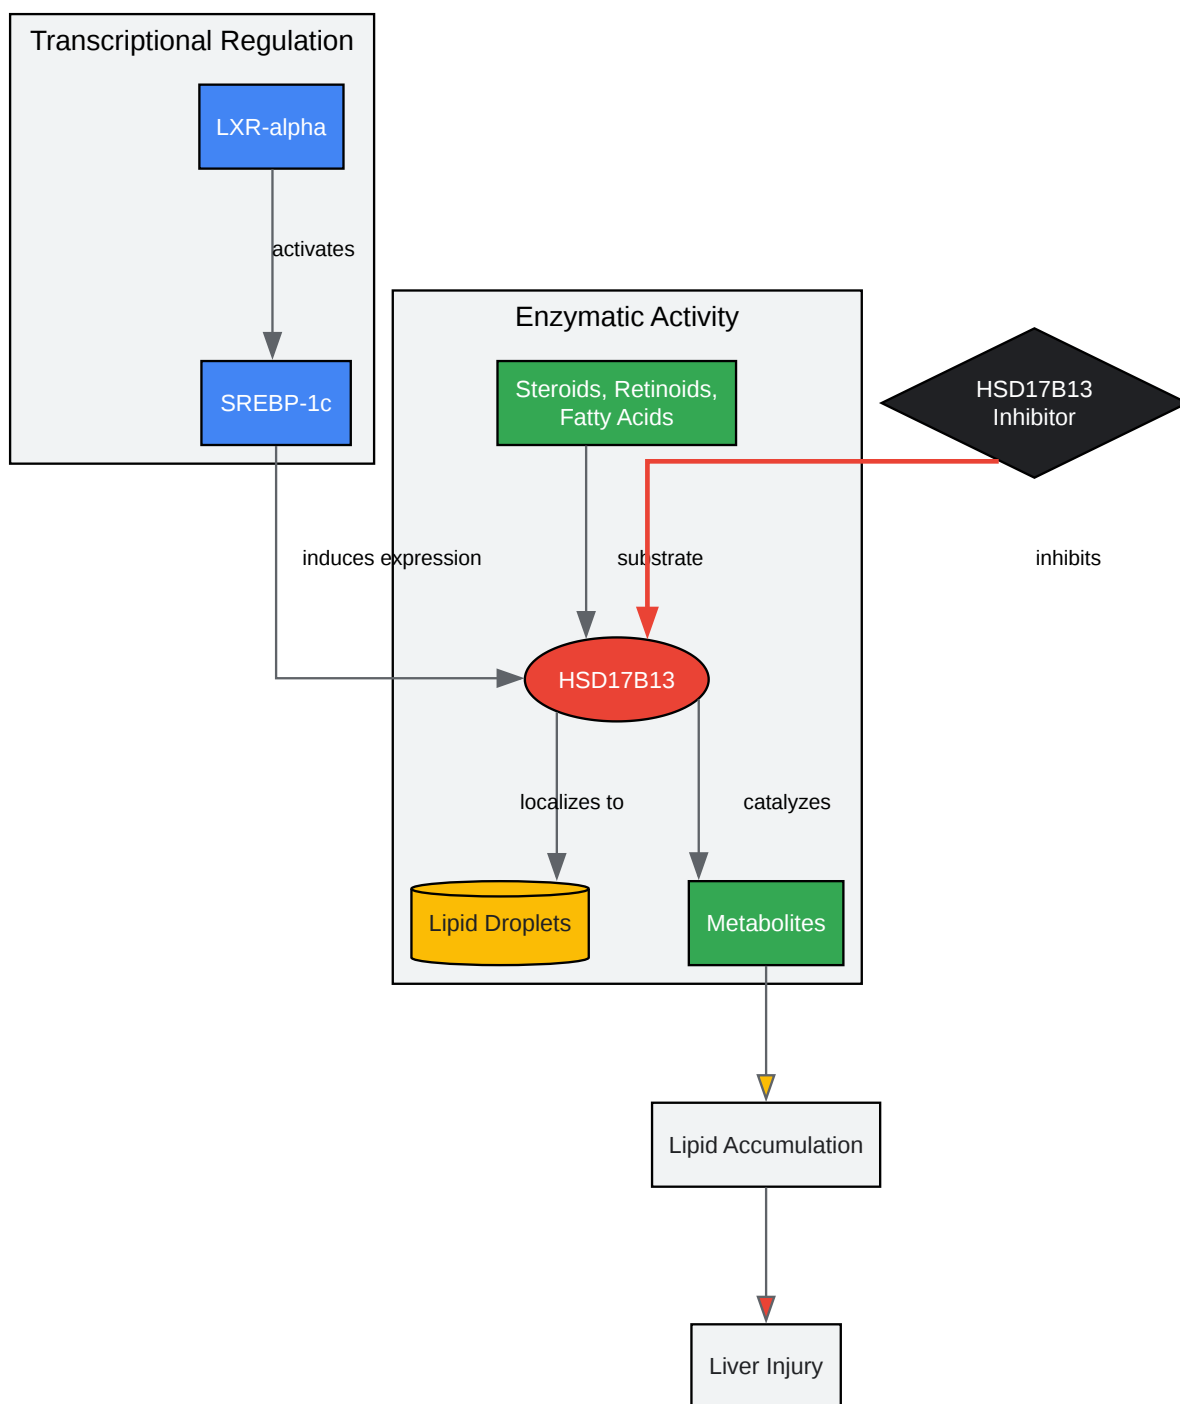 Transcriptional Regulation
LXR-alpha
activates
Enzymatic Activity
SREBP-1c
Steroids, Retinoids,
Fatty Acids
HSD17B13
Inhibitor
induces expression
substrate
inhibits
HSD17B13
localizes to
catalyzes
Lipid Droplets
Metabolites
Lipid Accumulation
Liver Injury